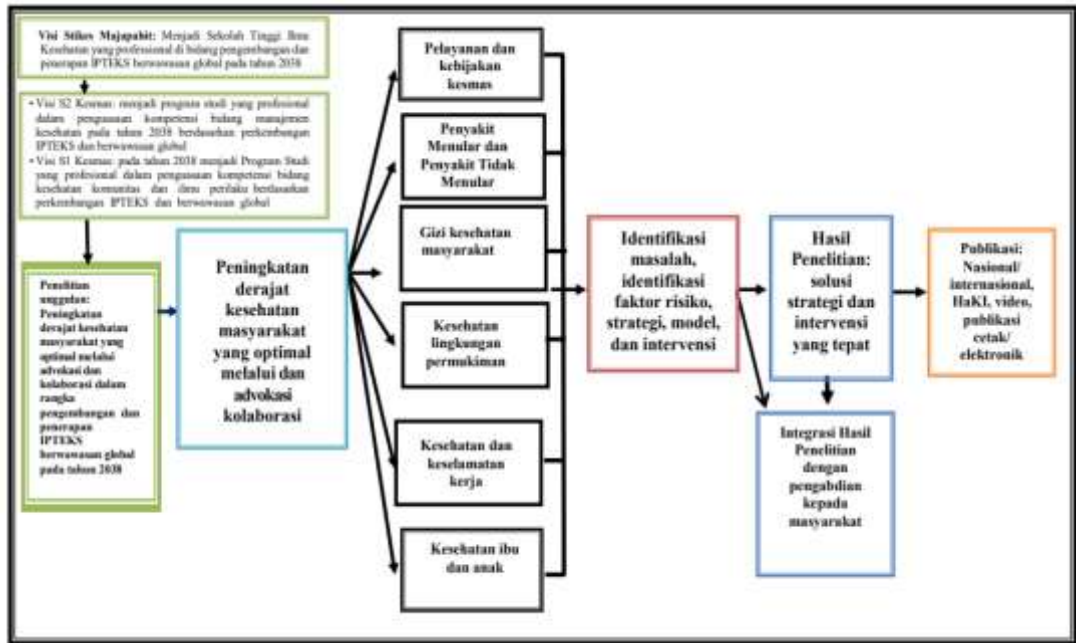 Visi Stikes Majapahit: Menjadi Sekolah Tinggi Ilmu
Kesehatan yang professional di bidang pengembangan dan
penerapan IPTEKS berwawasan global pada tahun 2038
• Visi S2 Kesmas: menjadi program studi yang profesional
dalam penguasaan kompetensi bidang manajemen
kesehatan pada tahun 2038 berdasarkan perkembangan
IPTEKS dan berwawasan global
• Visi S1 Kesmas: pada tahun 2038 menjadi Program Studi
yang profesional dalam penguasaan kompetensi bidang
kesehatan komunitas dan ilmu perilaku berdasarkan
perkembangan IPTEKS dan berwawasan global
Penelitian
unggulan:
Peningkatan
derajat kesehatan
masyarakat yang
optimal melalui
advokasi dan
kolaborasi dalam
rangka
pengembangan dan
penerapan
IPTEKS
berwawasan global
pada tahun 2038
Peningkatan
derajat
kesehatan
masyarakat
yang optimal
melalui dan
advokasi
kolaborasi
Pelayanan dan
kebijakan
kesmas
Penyakit
Menular dan
Penyakit Tidak
Menular
Gizi kesehatan
masyarakat
Kesehatan
lingkungan
permukiman
Kesehatan dan
keselamatan
kerja
Kesehatan ibu
dan anak
Identifikasi
masalah,
identifikasi
faktor risiko,
strategi, model,
dan intervensi
Hasil
Penelitian:
solusi
strategi dan
intervensi
yang tepat
Integrasi Hasil
Penelitian
dengan
pengabdian
kepada
masyarakat
Publikasi:
Nasional/
internasional,
HaKI, video,
publikasi
cetak/
elektronik